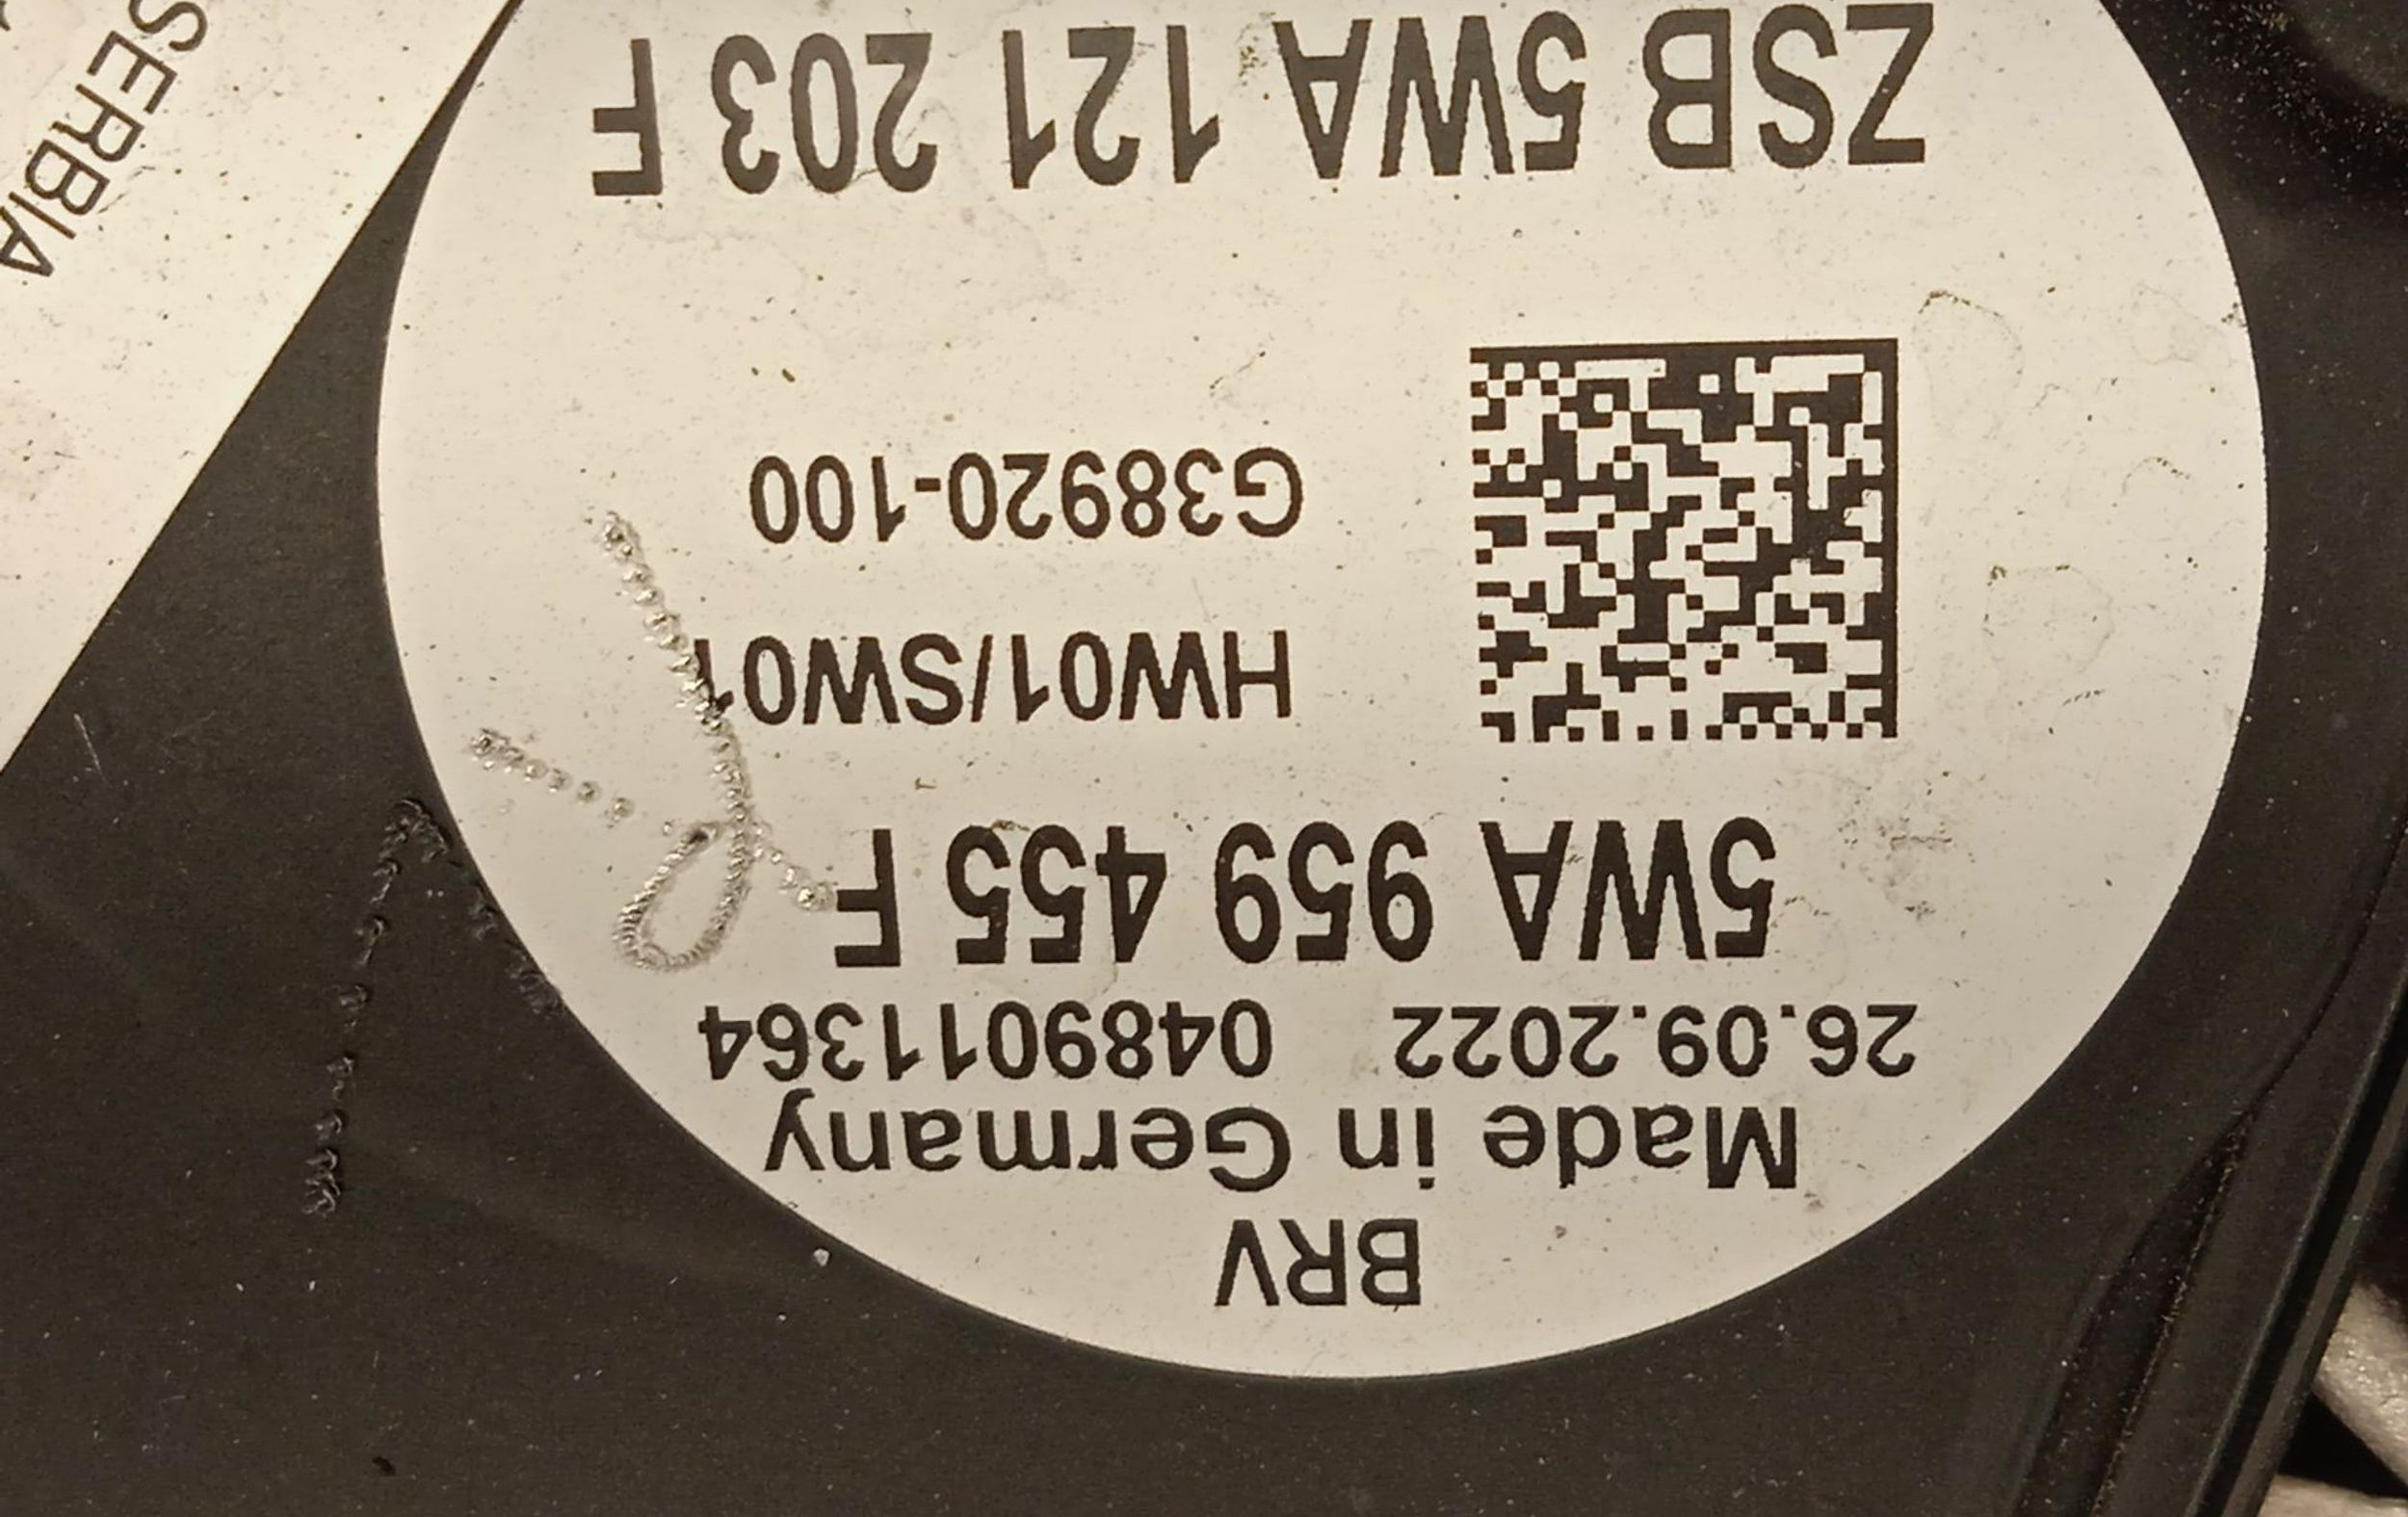 BRV
Made in Germany
26.09.2022 0489011364
5WA 959 455 F
HW01/SW01
G38920-100
ZSB 5WA 121 203 F
SERBIA